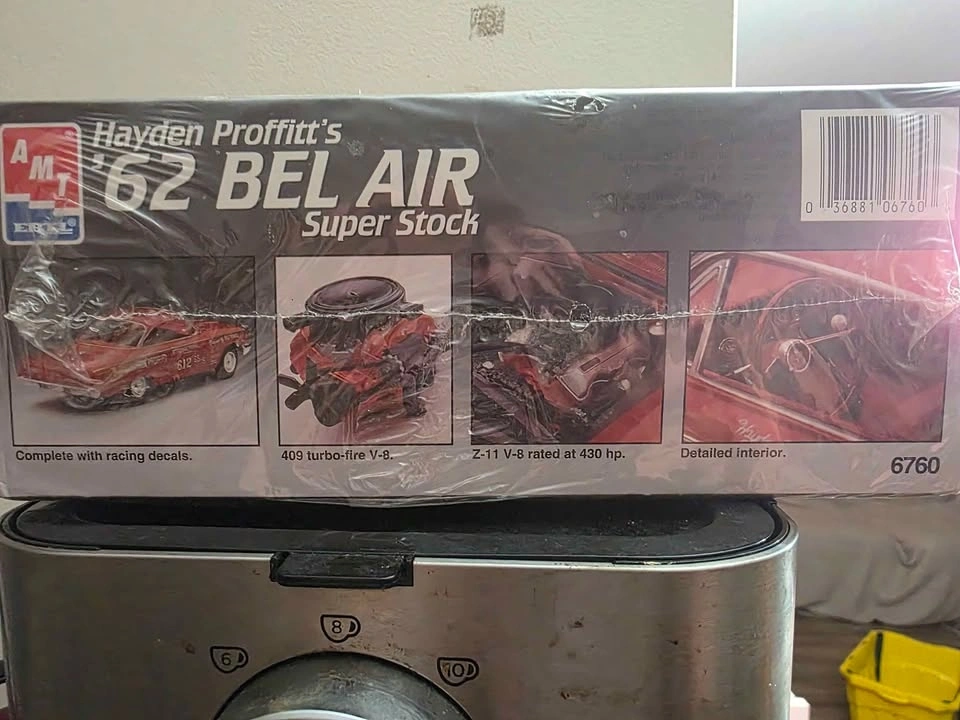 AMT
ERTL
Hayden Proffitt's
'62 BEL AIR
Super Stock
0 36881 06760
612
Complete with racing decals.
409 turbo-fire V-8.
Z-11 V-8 rated at 430 hp.
Detailed interior.
6760
6
8
10